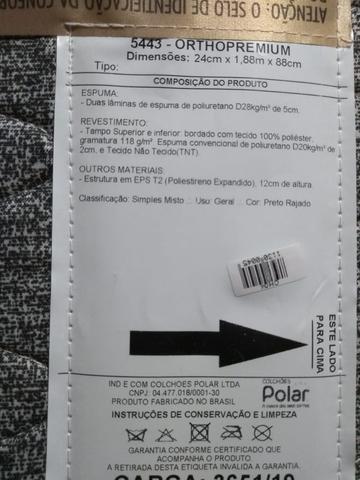 ATENÇÃO: O SELO DE IDENTIFICAÇÃO DA CONFOR
5443 - ORTHOPREMIUM
Dimensões: 24cm x 1,88m x 88cm
Tipo:
COMPOSIÇÃO DO PRODUTO
ESPUMA:
- Duas lâminas de espuma de poliuretano D28kg/m³ de 5cm.
REVESTIMENTO:
- Tampo Superior e inferior: bordado com tecido 100% poliéster,
gramatura 118 g/m². Espuma convencional de poliuretano D20kg/m³ de
2cm, e Tecido Não Tecido(TNT).
OUTROS MATERIAIS:
- Estrutura em EPS T2 (Poliestireno Expandido), 12cm de altura.
Classificação: Simples Misto ::. Uso: Geral ::. Cor: Preto Rajado
ESTE LADO
PARA CIMA
IND E COM COLCHÕES POLAR LTDA
CNPJ: 04.477.018/0001-30
PRODUTO FABRICADO NO BRASIL
COLCHÕES
Polar
INSTRUÇÕES DE CONSERVAÇÃO E LIMPEZA
GARANTIA CONFORME CERTIFICADO QUE
ACOMPANHA O PRODUTO.
A RETIRADA DESTA ETIQUETA INVALIDA A GARANTIA.
CARGA: 3651/19